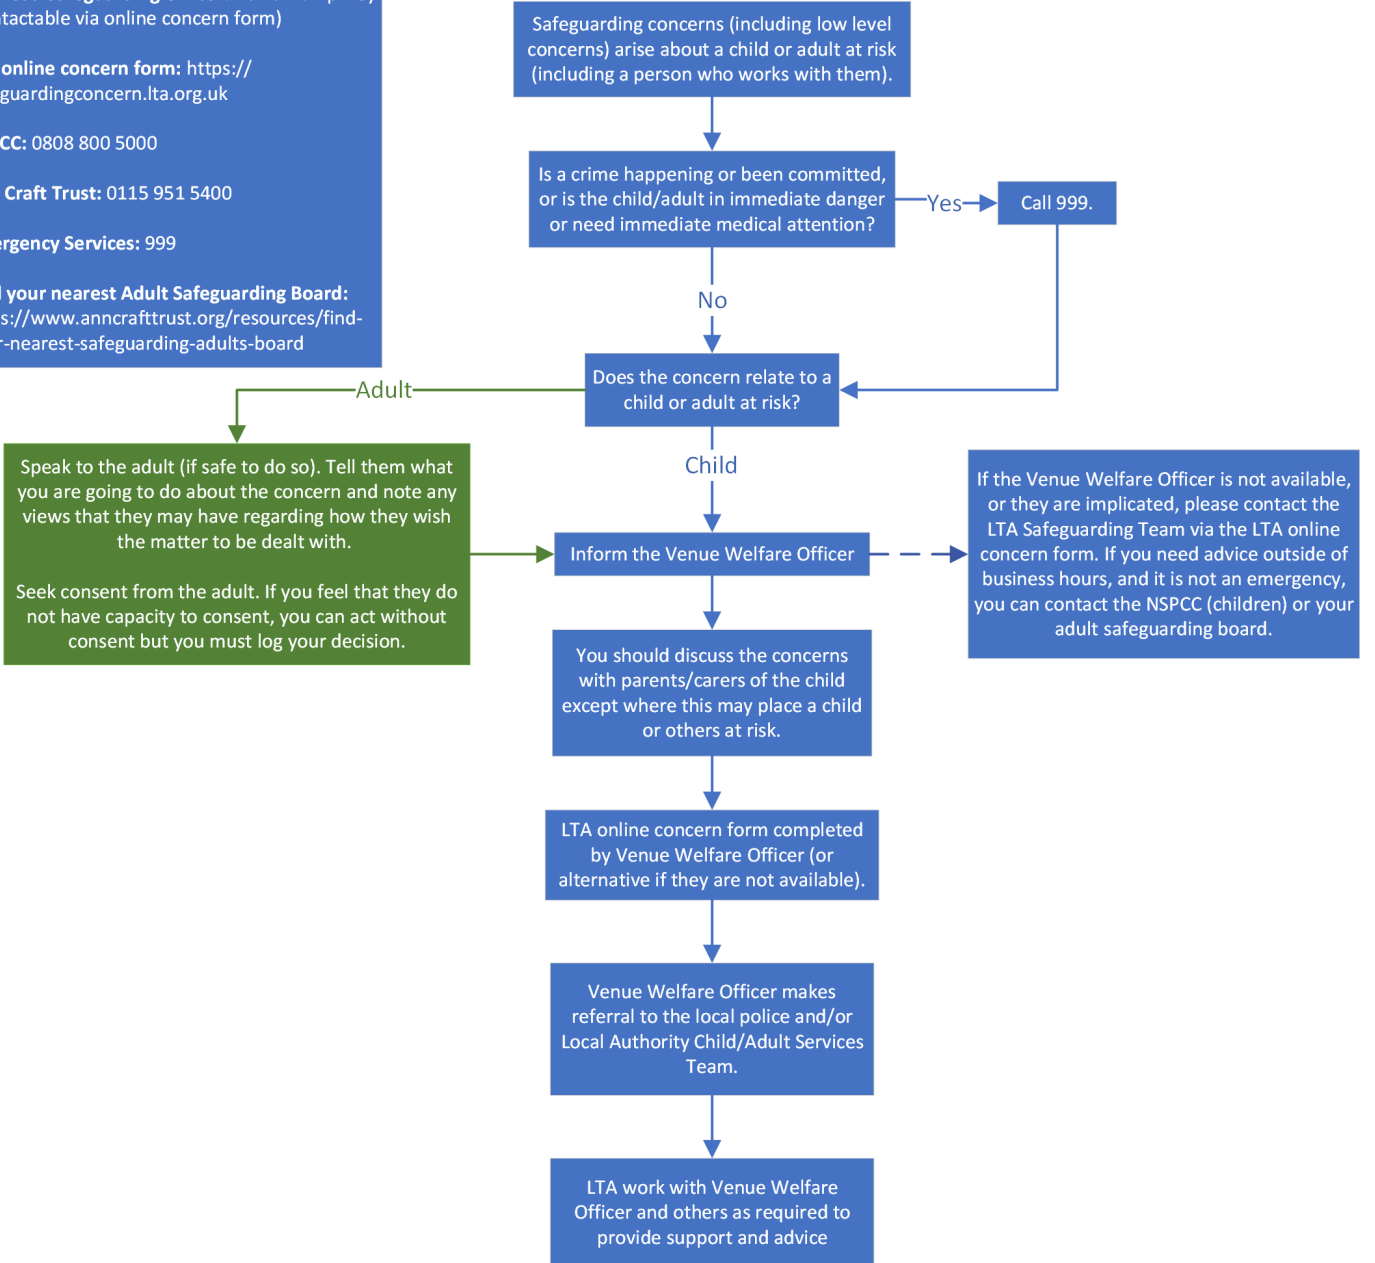 (contactable via online concern form)
online concern form: https://
guardingconcern.lta.org.uk
CC: 0808 800 5000
Craft Trust: 0115 951 5400
ergency Services: 999
your nearest Adult Safeguarding Board:
s://www.anncrafttrust.org/resources/find-
r-nearest-safeguarding-adults-board
Safeguarding concerns (including low level
concerns) arise about a child or adult at risk
(including a person who works with them).
Is a crime happening or been committed,
or is the child/adult in immediate danger
or need immediate medical attention?
Yes
Call 999.
No
Does the concern relate to a
child or adult at risk?
Adult
Child
Speak to the adult (if safe to do so). Tell them what
you are going to do about the concern and note any
views that they may have regarding how they wish
the matter to be dealt with.
Seek consent from the adult. If you feel that they do
not have capacity to consent, you can act without
consent but you must log your decision.
Inform the Venue Welfare Officer
If the Venue Welfare Officer is not available,
or they are implicated, please contact the
LTA Safeguarding Team via the LTA online
concern form. If you need advice outside of
business hours, and it is not an emergency,
you can contact the NSPCC (children) or your
adult safeguarding board.
You should discuss the concerns
with parents/carers of the child
except where this may place a child
or others at risk.
LTA online concern form completed
by Venue Welfare Officer (or
alternative if they are not available).
Venue Welfare Officer makes
referral to the local police and/or
Local Authority Child/Adult Services
Team.
LTA work with Venue Welfare
Officer and others as required to
provide support and advice